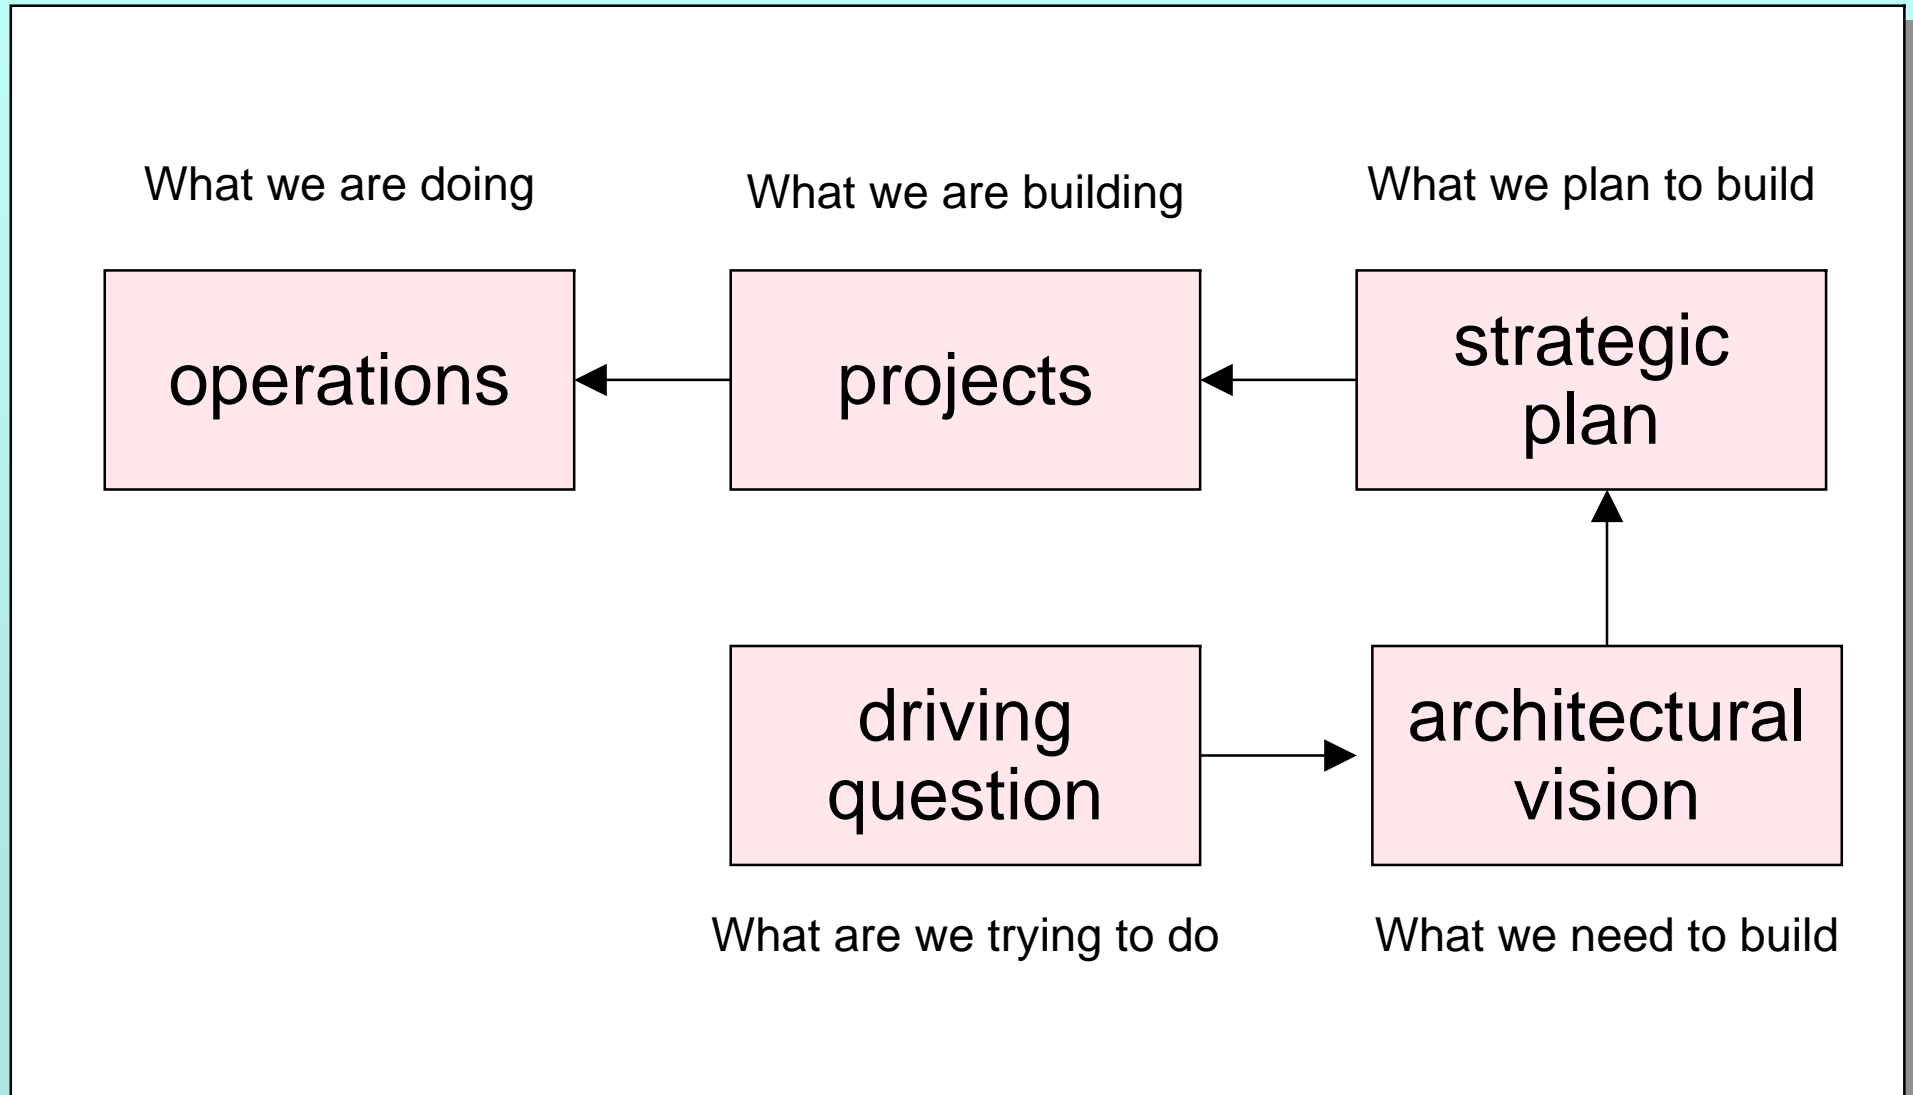 What we are doing
What we are building
What we plan to build
operations
projects
strategic
plan
driving
question
architectural
vision
What are we trying to do
What we need to build